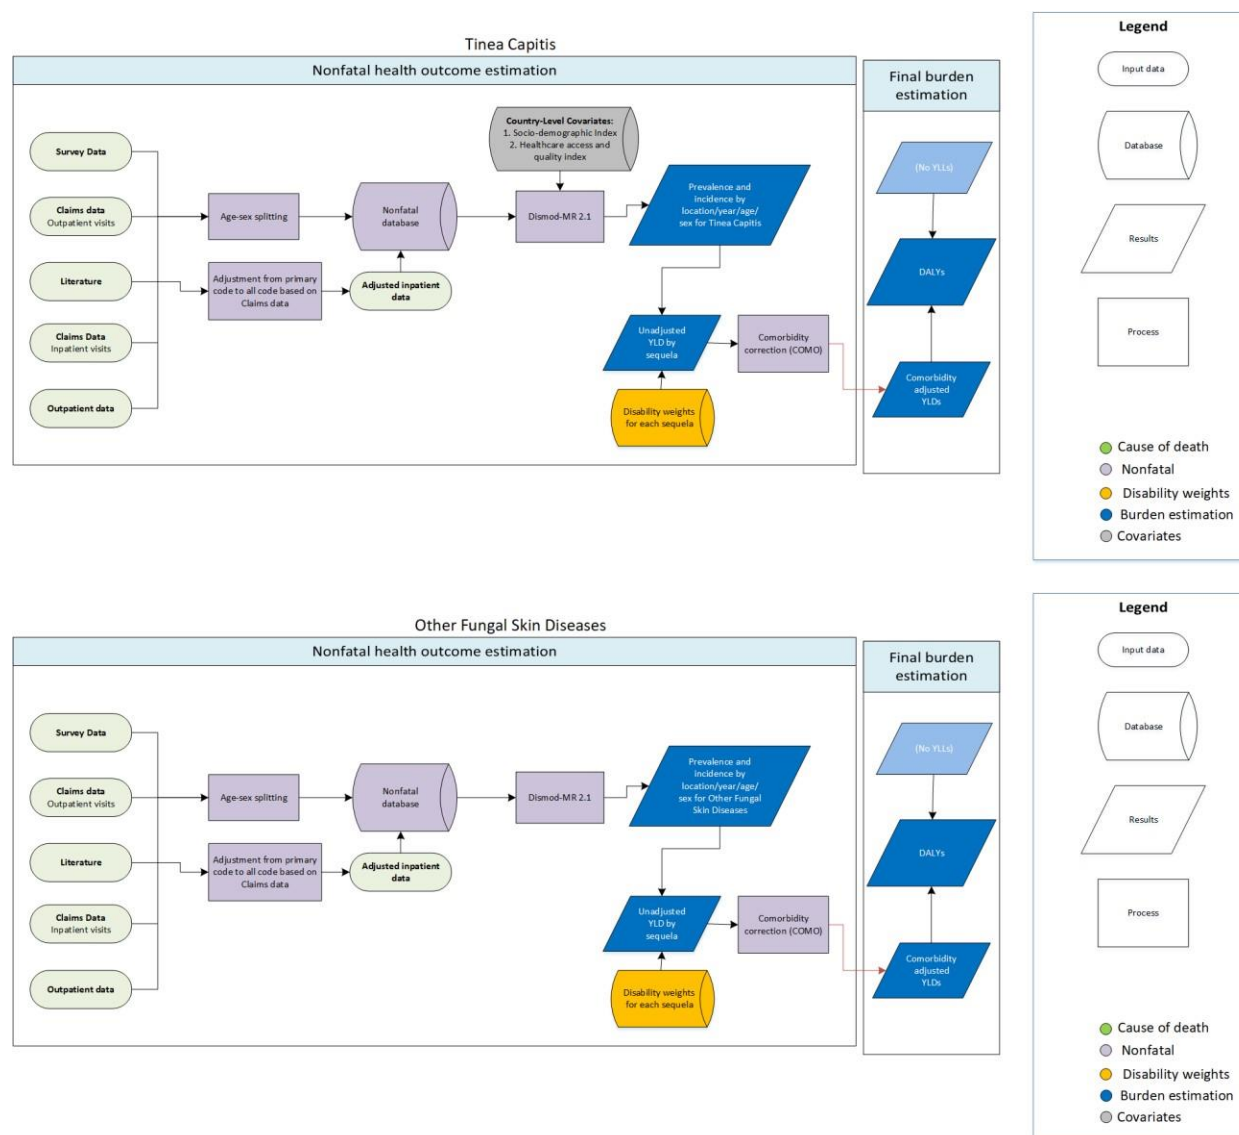 Tinea Capitis
Nonfatal health outcome estimation
Final burden
estimation
Survey Data
Claims data
Outpatient visits
Literature
Claims Data
Inpatient visits
Outpatient data
Age-sex splitting
Adjustment from primary
code to all code based on
Claims data
Nonfatal
database
Adjusted inpatient
data
Country-Level Covariates:
1. Socio-demographic Index
2. Healthcare access and
quality index
Dismod-MR 2.1
Prevalence and
incidence by
location/year/age/
sex for Tinea Capitis
Unadjusted
YLD by
sequela
Disability weights
for each sequela
Comorbidity
correction (COMO)
(No YLLs)
DALYs
Comorbidity
adjusted
YLDs
Legend
Input data
Database
Results
Process
Cause of death
Nonfatal
Disability weights
Burden estimation
Covariates
Other Fungal Skin Diseases
Nonfatal health outcome estimation
Final burden
estimation
Survey Data
Claims data
Outpatient visits
Literature
Claims Data
Inpatient visits
Outpatient data
Age-sex splitting
Adjustment from primary
code to all code based on
Claims data
Nonfatal
database
Adjusted inpatient
data
Dismod-MR 2.1
Prevalence and
incidence by
location/year/age/
sex for Other Fungal
Skin Diseases
Unadjusted
YLD by
sequela
Disability weights
for each sequela
Comorbidity
correction (COMO)
(No YLLs)
DALYs
Comorbidity
adjusted
YLDs
Legend
Input data
Database
Results
Process
Cause of death
Nonfatal
Disability weights
Burden estimation
Covariates